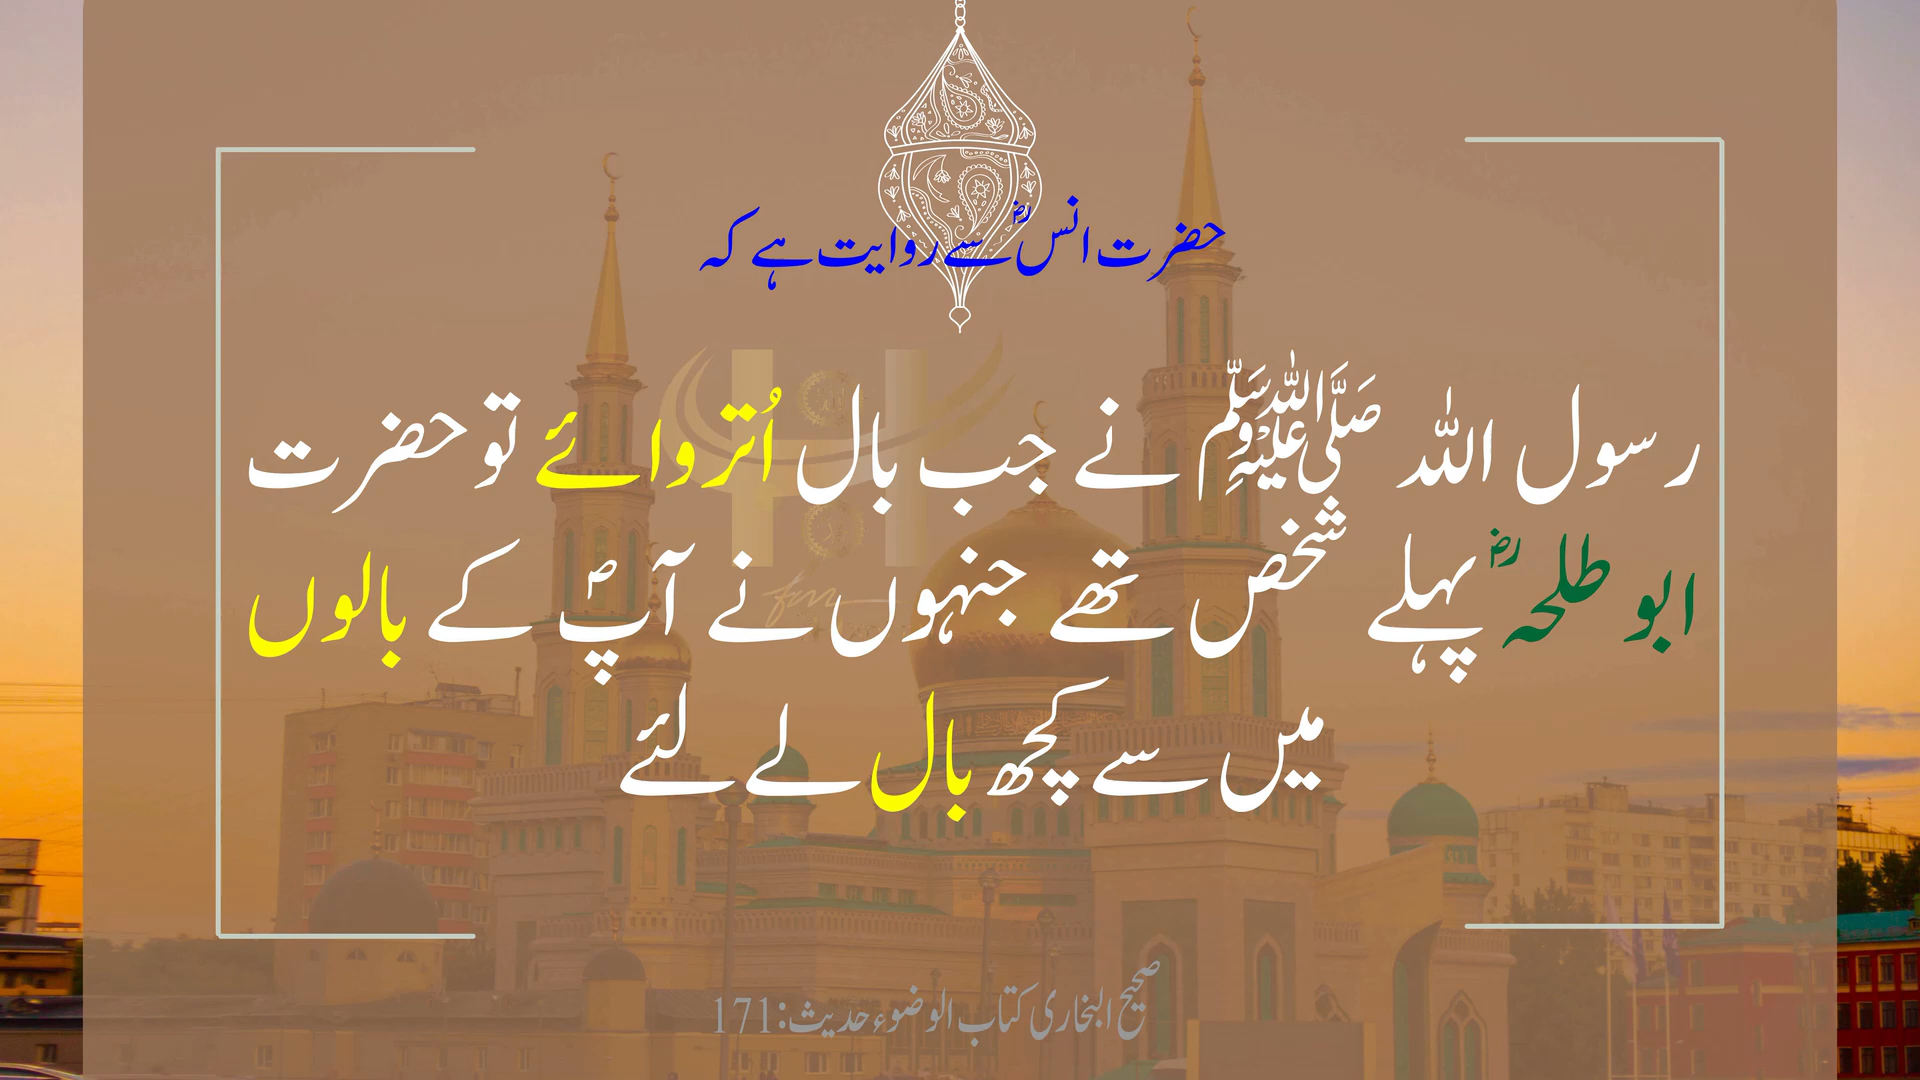 حضرت انسؓ سے روایت ہے کہ
رسول اللہ ﷺ نے جب بال اُتروائے تو حضرت
ابو طلحہؓ پہلے شخص تھے جنہوں نے آپؐ کے بالوں
میں سے کچھ بال لے لئے
صحیح البخاری کتاب الوضوء حدیث:171